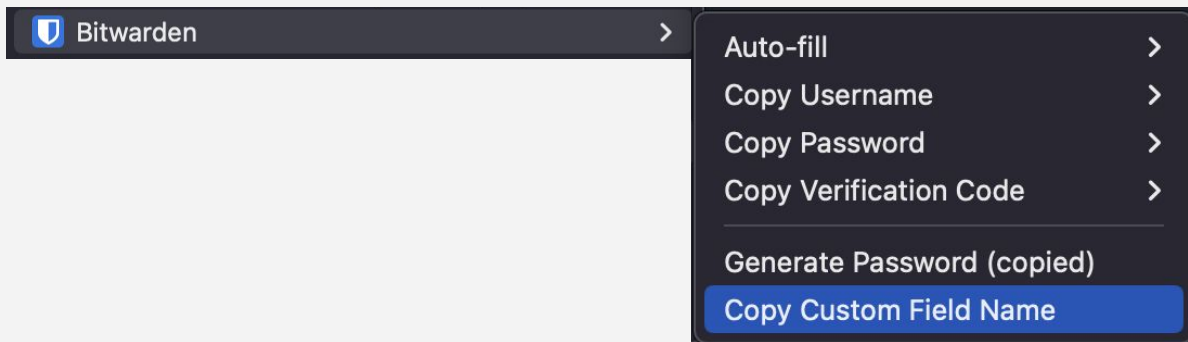 Bitwarden
Auto-fill
Copy Username
Copy Password
Copy Verification Code
Generate Password (copied)
Copy Custom Field Name